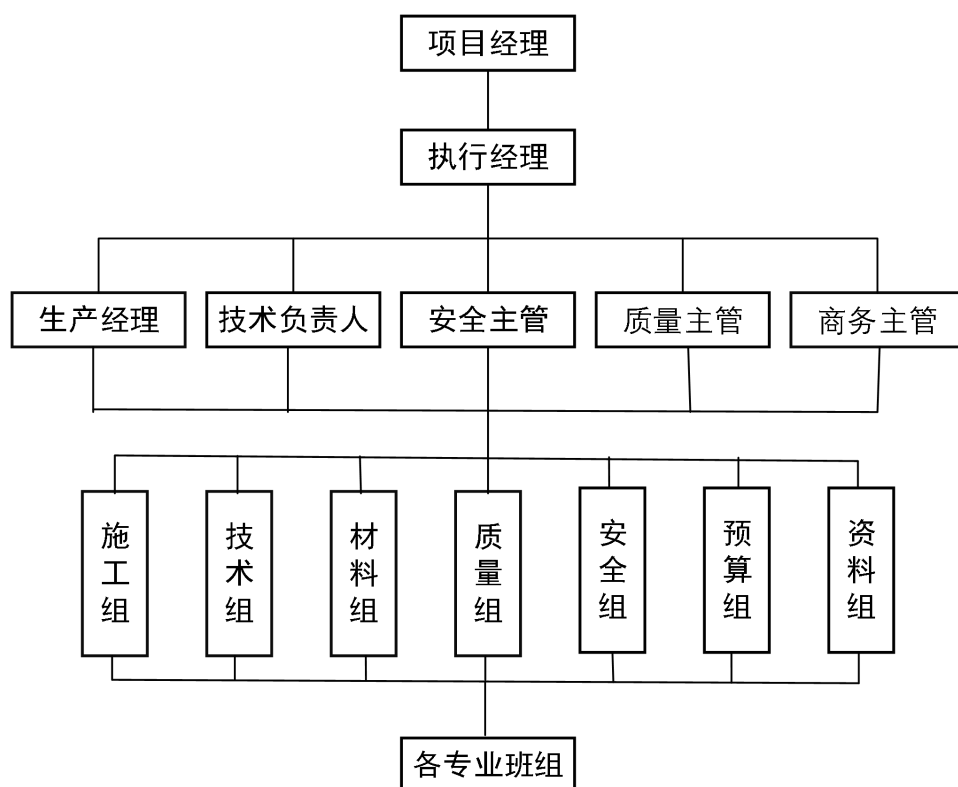 项目经理
执行经理
生产经理
技术负责人
安全主管
质量主管
商务主管
施工组
技术组
材料组
质量组
安全组
预算组
资料组
各专业班组